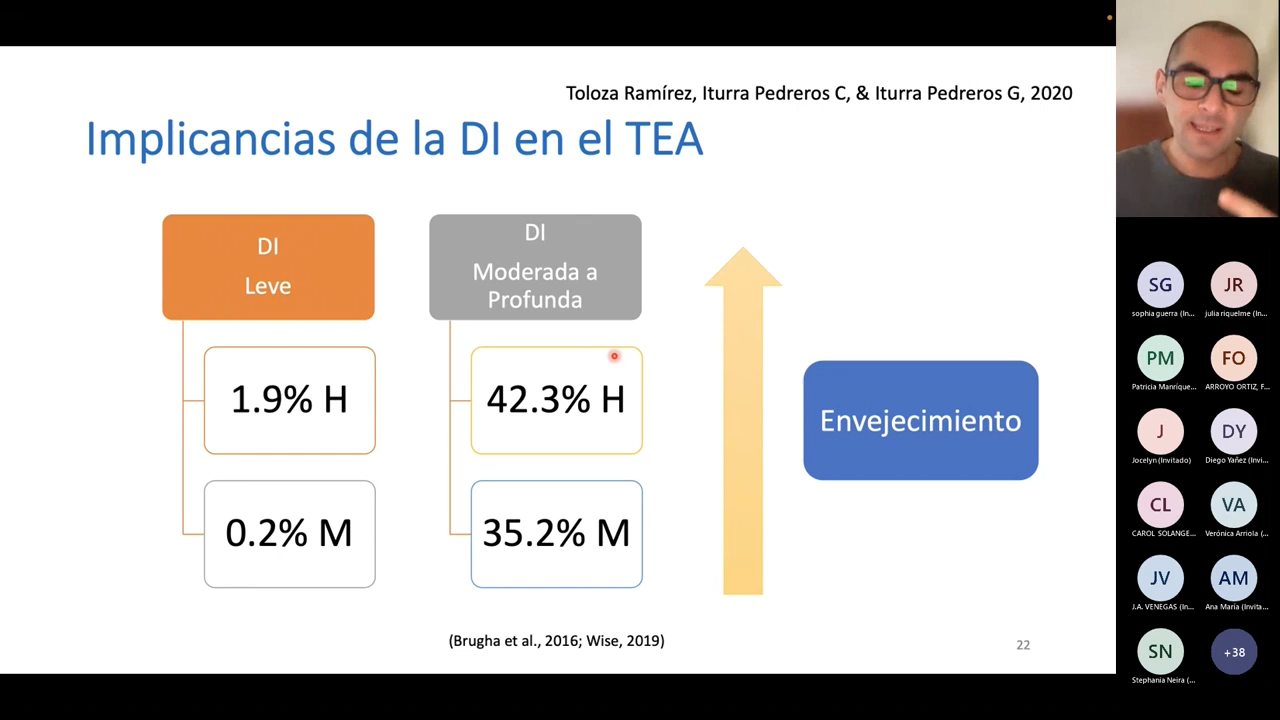 Toloza Ramírez, Iturra Pedreros C, & Iturra Pedreros G, 2020
Implicancias de la DI en el TEA
DI
Leve
1.9% H
0.2% M
DI
Moderada a
Profunda
42.3% H
35.2% M
Envejecimiento
(Brugha et al., 2016; Wise, 2019)
22
SG
sophia guerra (In...
JR
julia riquelme (In...
PM
Patricia Manríque...
FO
ARROYO ORTIZ, F...
J
Jocelyn (Invitado)
DY
Diego Yañez (Invi...
CL
CAROL SOLANGE...
VA
Verónica Arriola (...
JV
J.A. VENEGAS (In...
AM
Ana María (Invita...
SN
Stephania Neira (...
+38